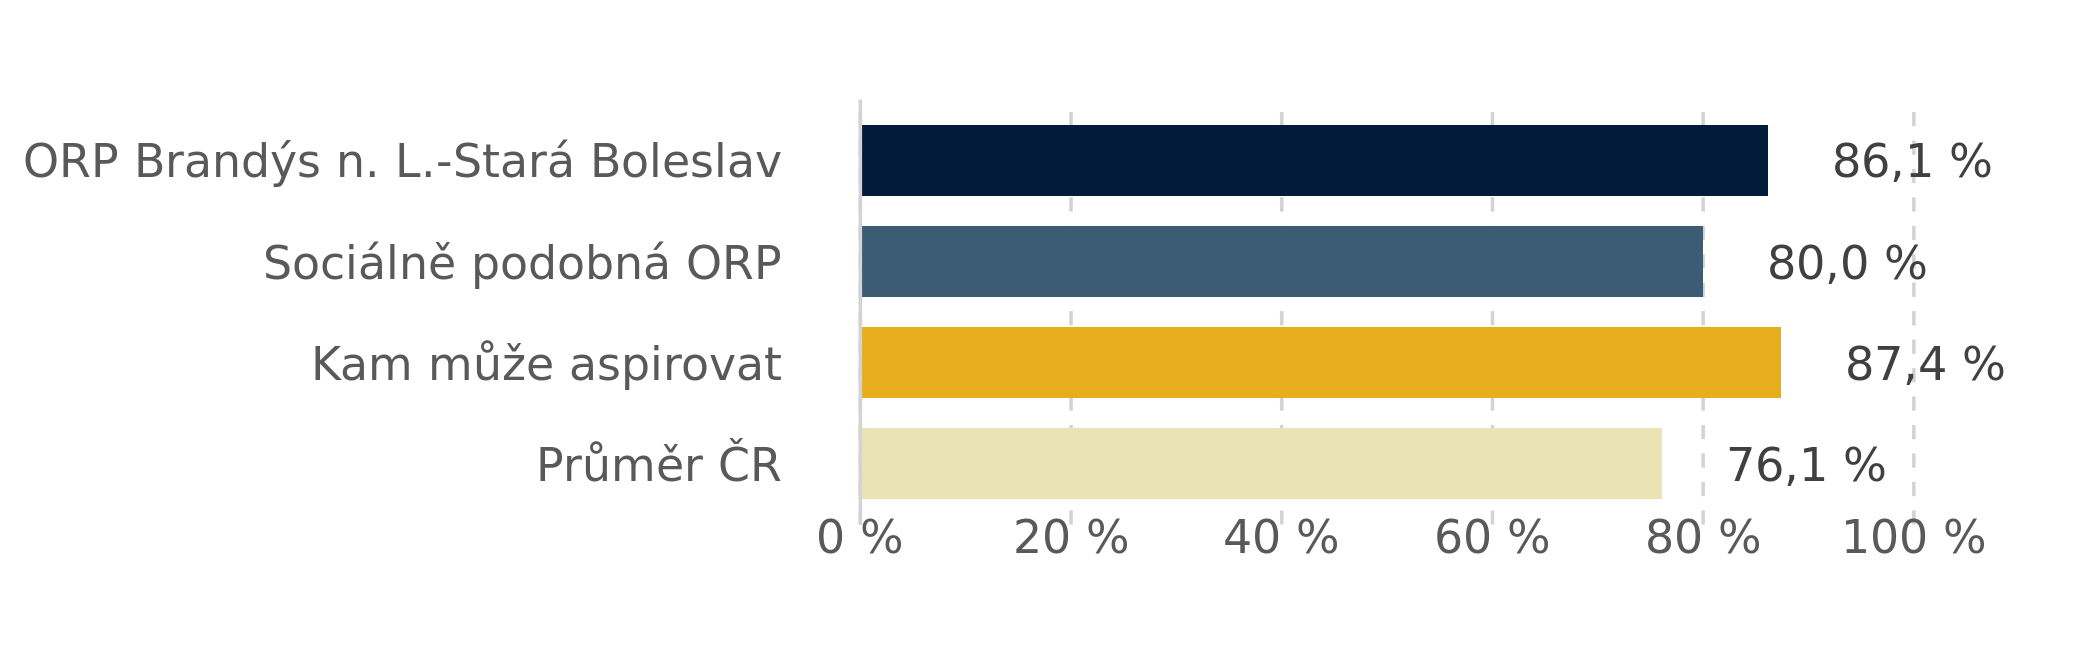 ORP Brandýs n. L.-Stará Boleslav 86,1 %
Sociálně podobná ORP 80,0 %
Kam může aspirovat 87,4 %
Průměr ČR 76,1 %
0 % 20 % 40 % 60 % 80 % 100 %